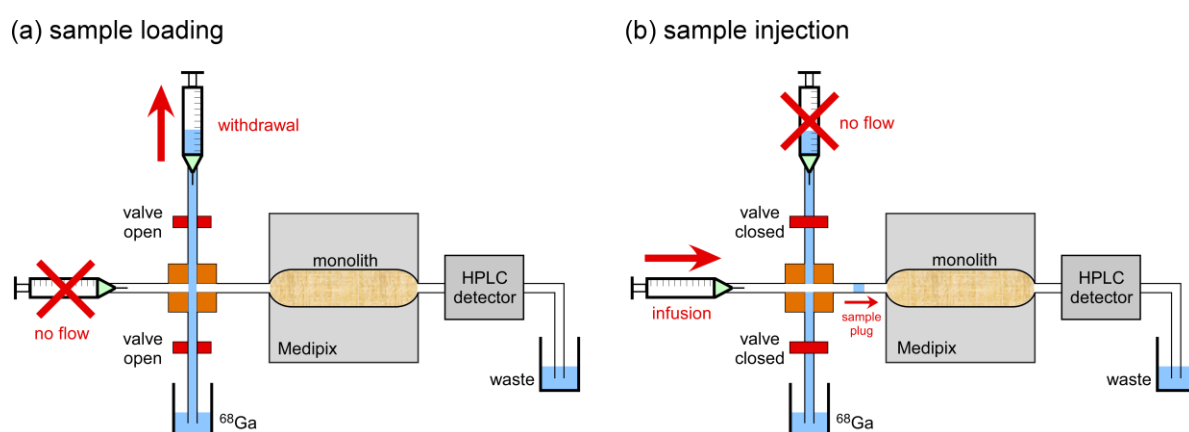 (a) sample loading
withdrawal
valve
open
monolith
HPLC
detector
no flow
valve
open
Medipix
waste
⁶⁸Ga
(b) sample injection
no flow
valve
closed
monolith
HPLC
detector
infusion
sample
plug
valve
closed
Medipix
waste
⁶⁸Ga